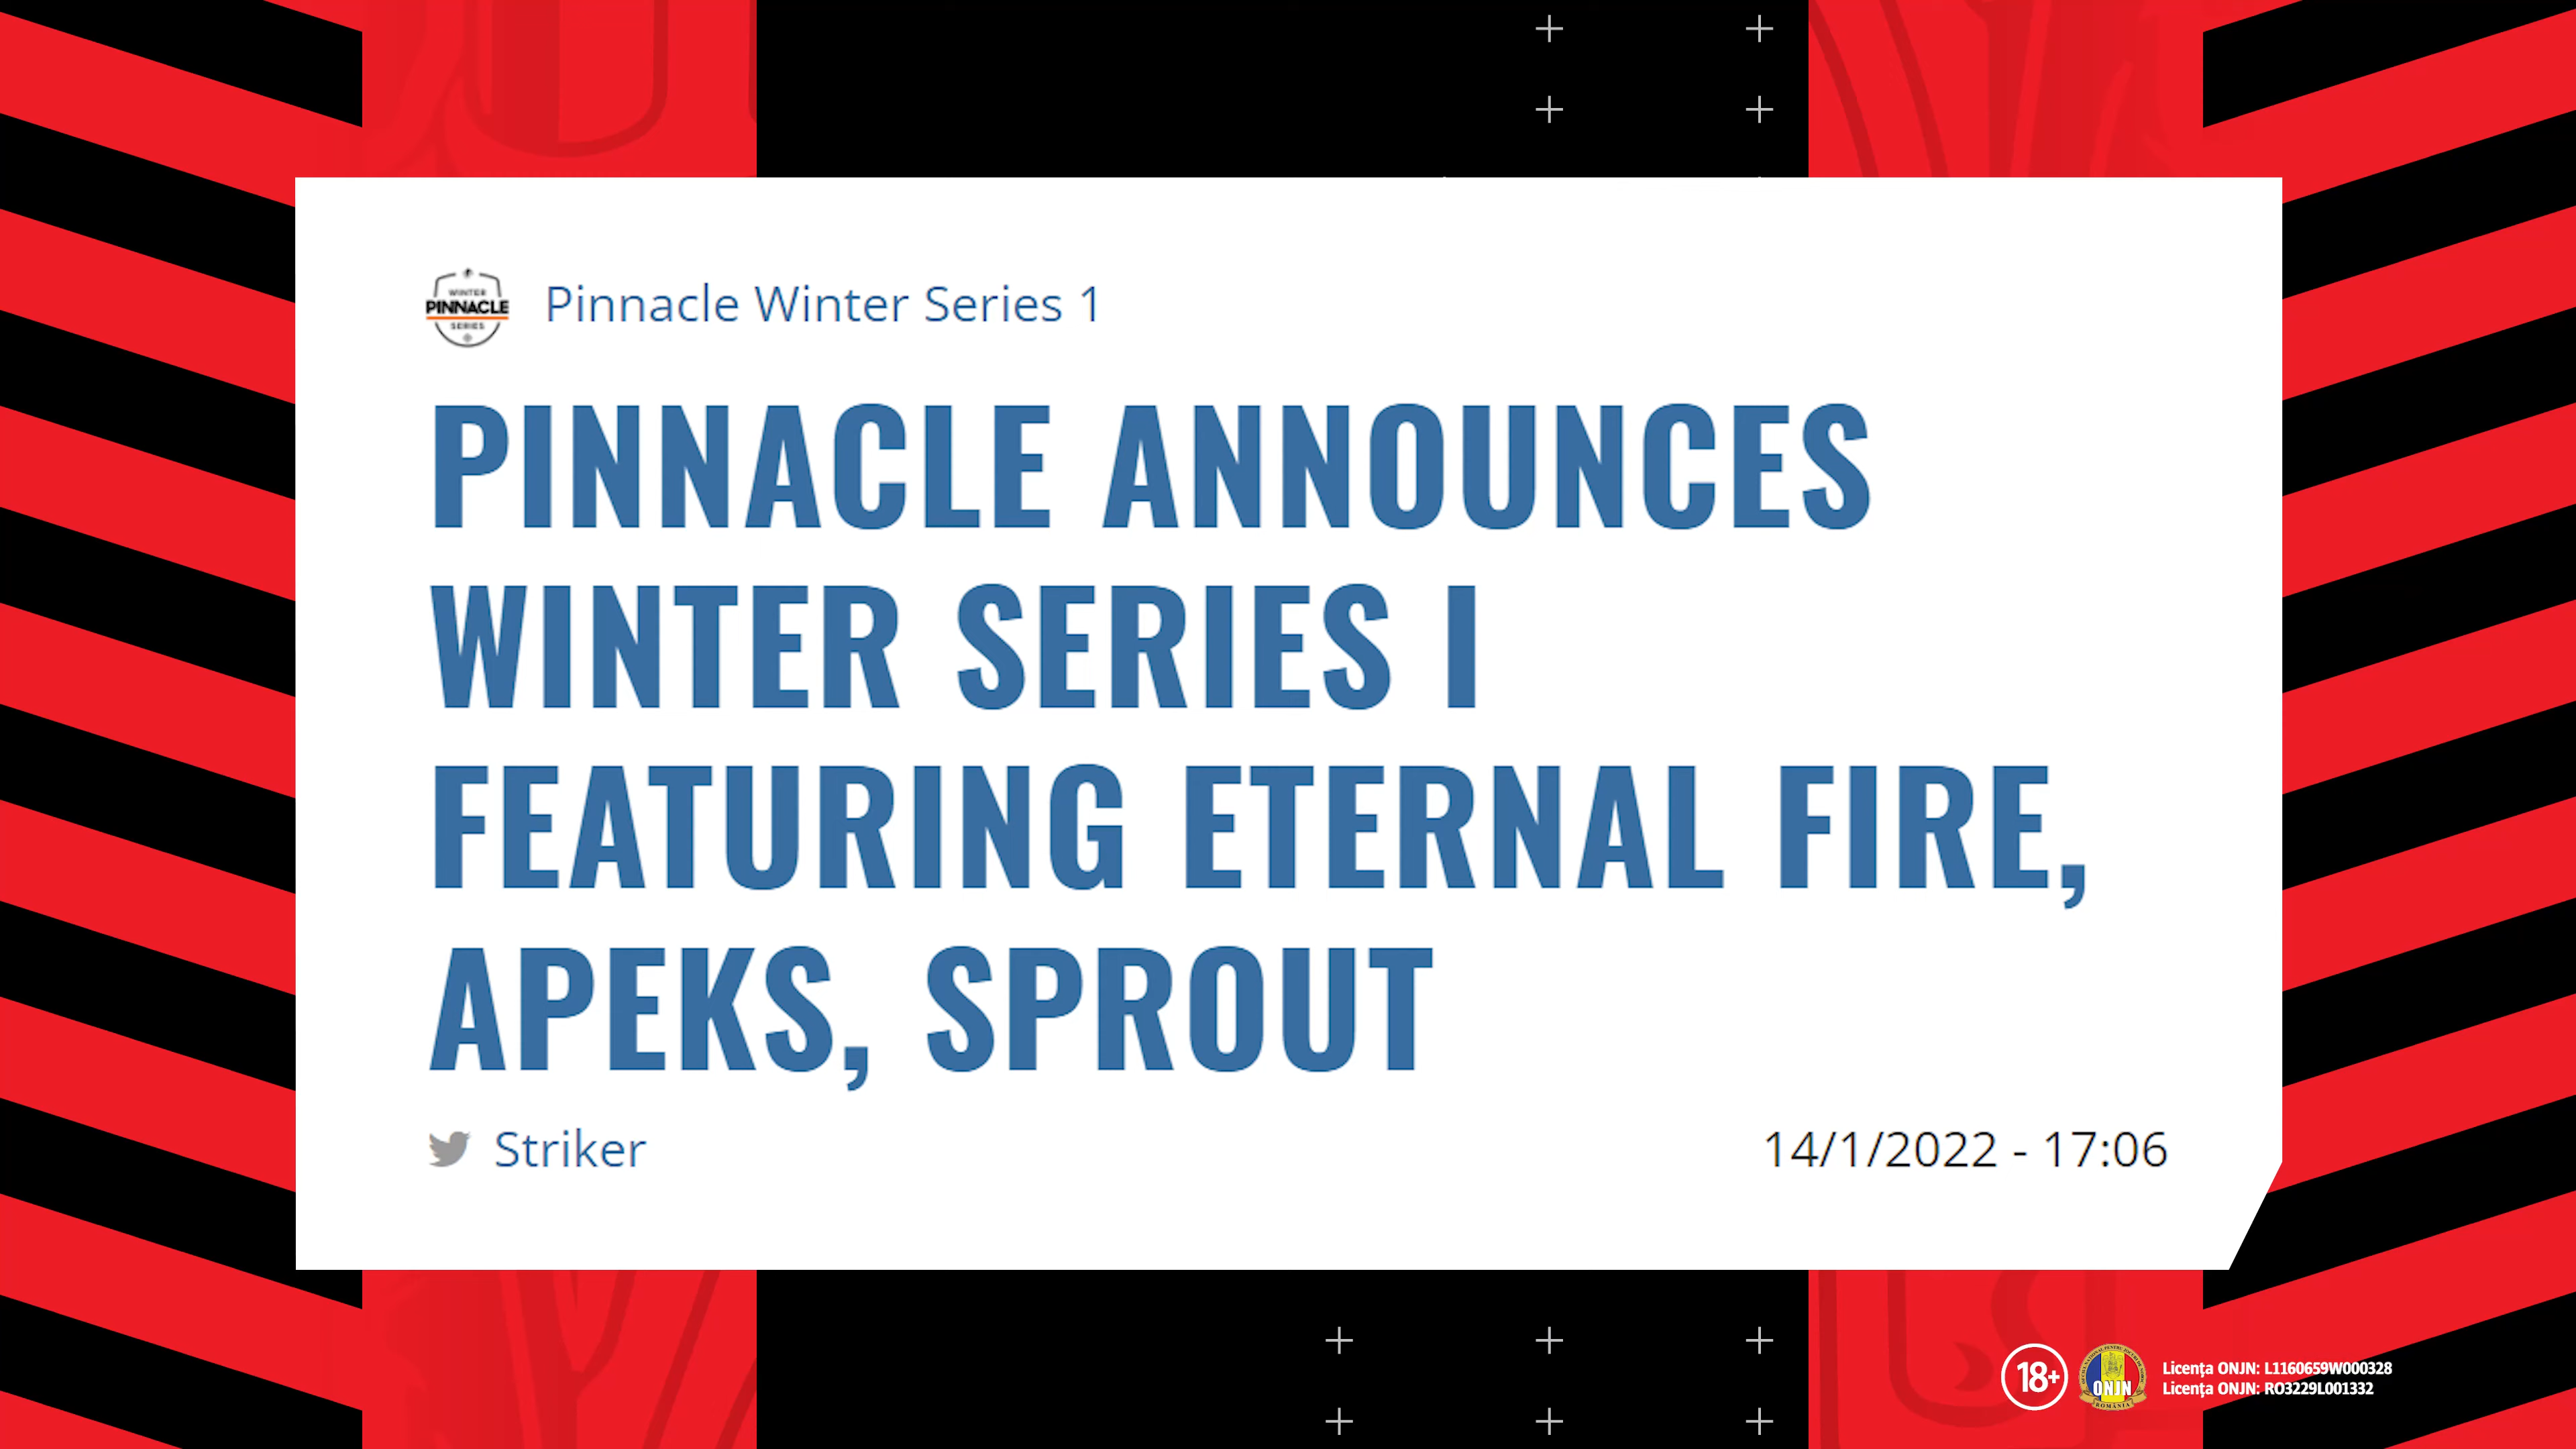 WINTER
PINNACLE
SERIES
Pinnacle Winter Series 1
PINNACLE ANNOUNCES
WINTER SERIES I
FEATURING ETERNAL FIRE,
APEKS, SPROUT
Striker
14/1/2022 - 17:06
18+
ONJN
ROMÂNIA
Licența ONJN: L1160659W000328
Licența ONJN: RO3229L001332